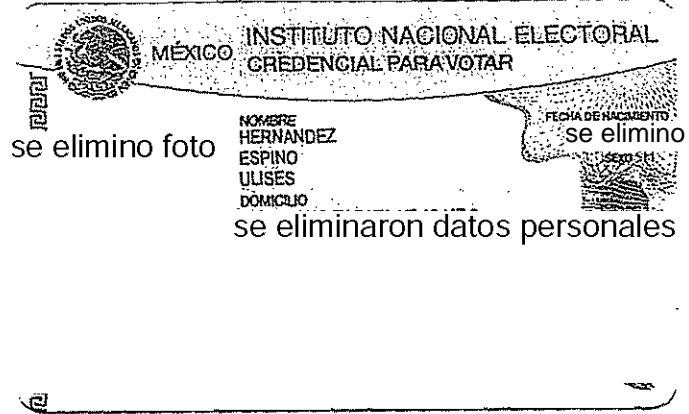 MÉXICO
INSTITUTO NACIONAL ELECTORAL
CREDENCIAL PARA VOTAR
NOMBRE
HERNANDEZ
ESPINO
ULISES
DOMICILIO
FECHA DE NACIMIENTO
se elimino
SEXO H
se elimino foto
se eliminaron datos personales